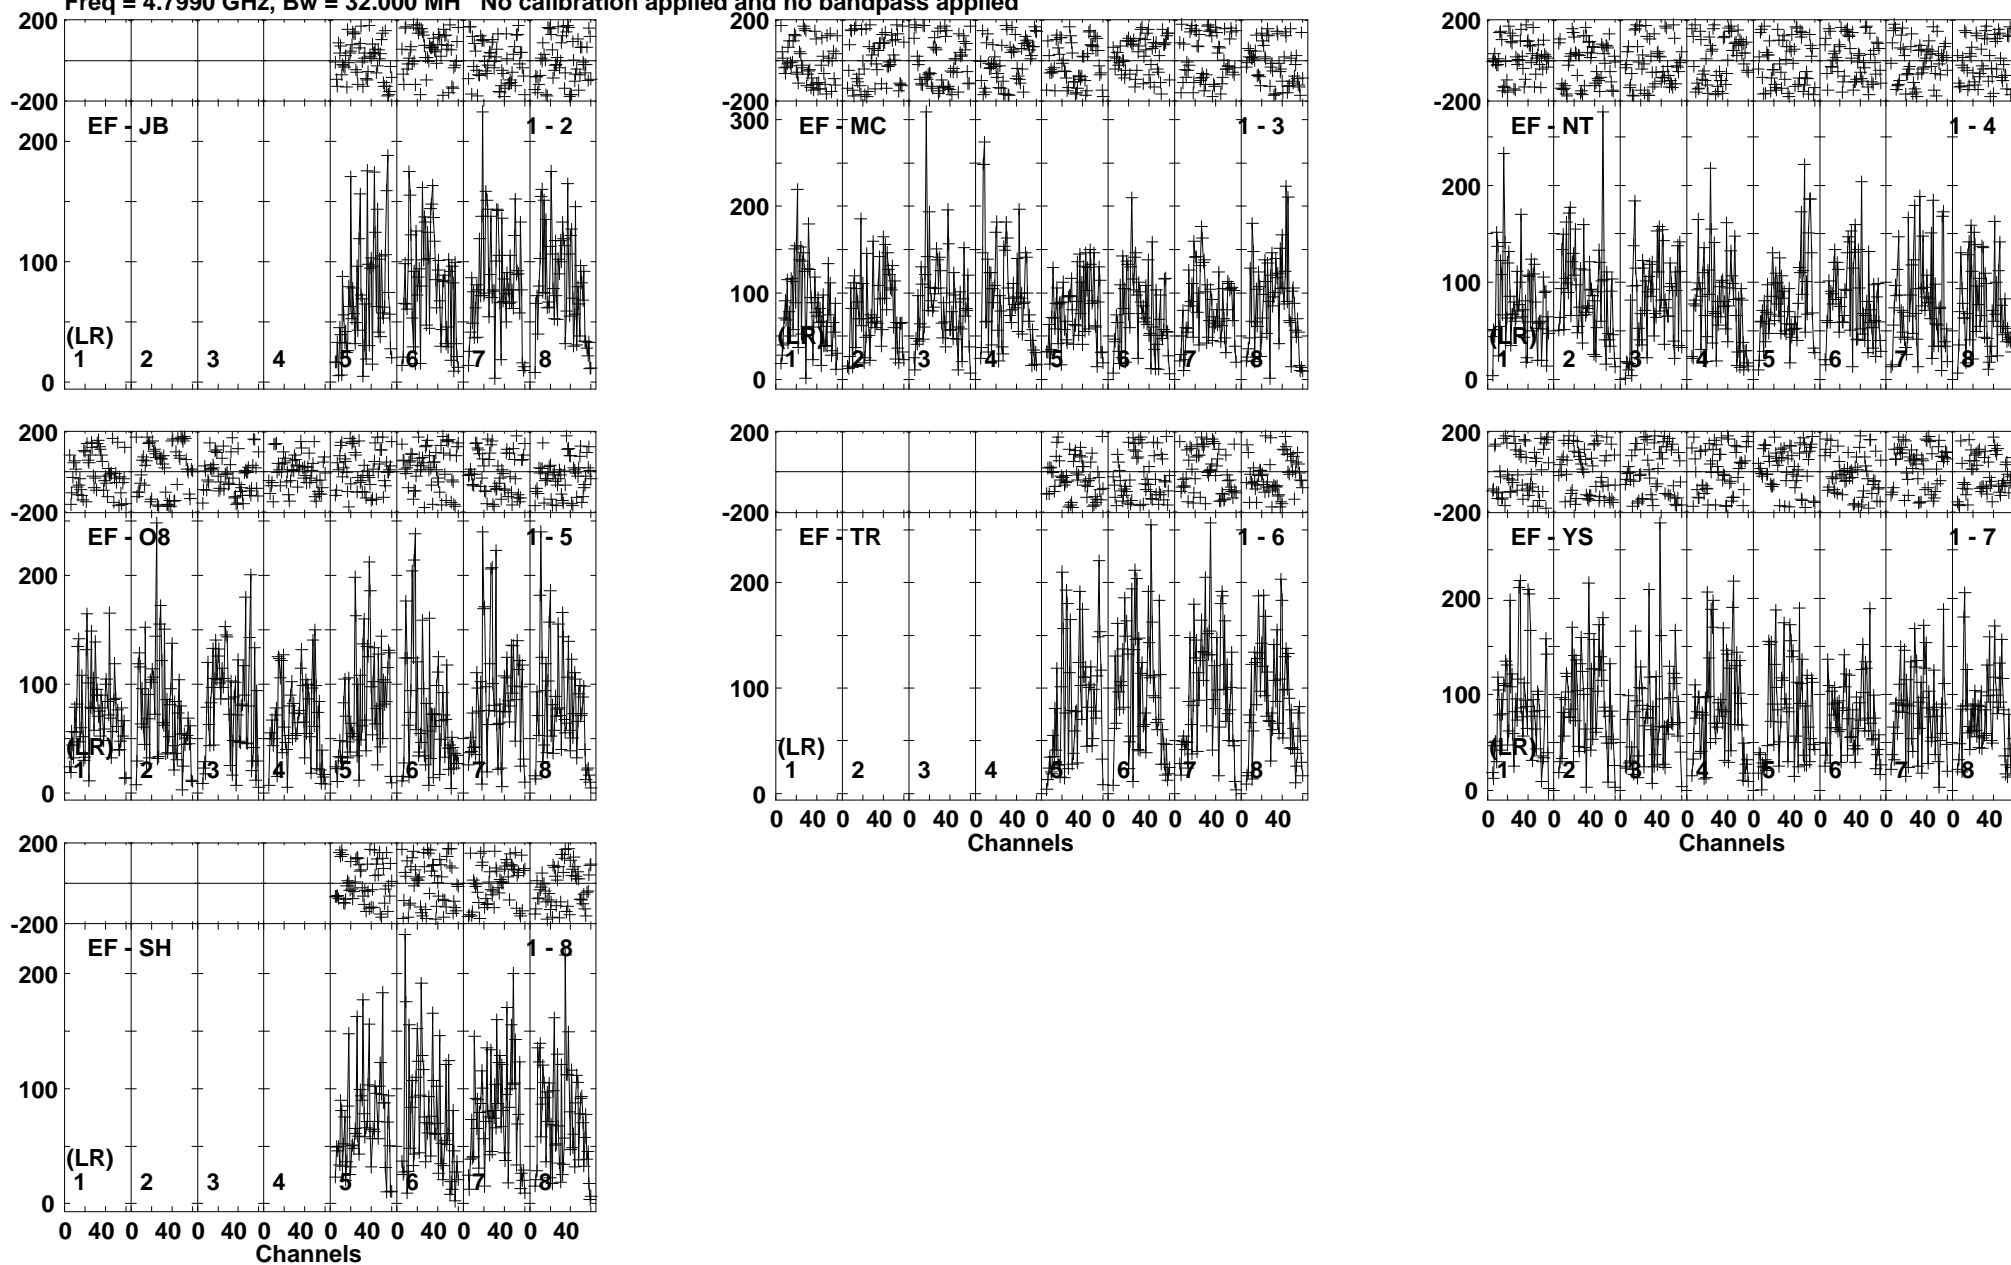 Freq = 4.7990 GHz, Bw = 32.000 MH No calibration applied and no bandpass applied
200
-200
EF - JB 1 - 2
200
100
(LR)
0
1 2 3 4 5 6 7 8
200
-200
EF - MC 1 - 3
300
200
100
(LR)
0
1 2 3 4 5 6 7 8
200
-200
EF - NT 1 - 4
200
100
(LR)
0
1 2 3 4 5 6 7 8
200
-200
EF - O8 1 - 5
200
100
(LR)
0
1 2 3 4 5 6 7 8
200
-200
EF - TR 1 - 6
200
100
(LR)
0
1 2 3 4 5 6 7 8
0 40 0 40 0 40 0 40 0 40 0 40 0 40 0 40
Channels
200
-200
EF - YS 1 - 7
200
100
(LR)
0
1 2 3 4 5 6 7 8
0 40 0 40 0 40 0 40 0 40 0 40 0 40 0 40
Channels
200
-200
EF - SH 1 - 8
200
100
(LR)
0
1 2 3 4 5 6 7 8
0 40 0 40 0 40 0 40 0 40 0 40 0 40 0 40
Channels